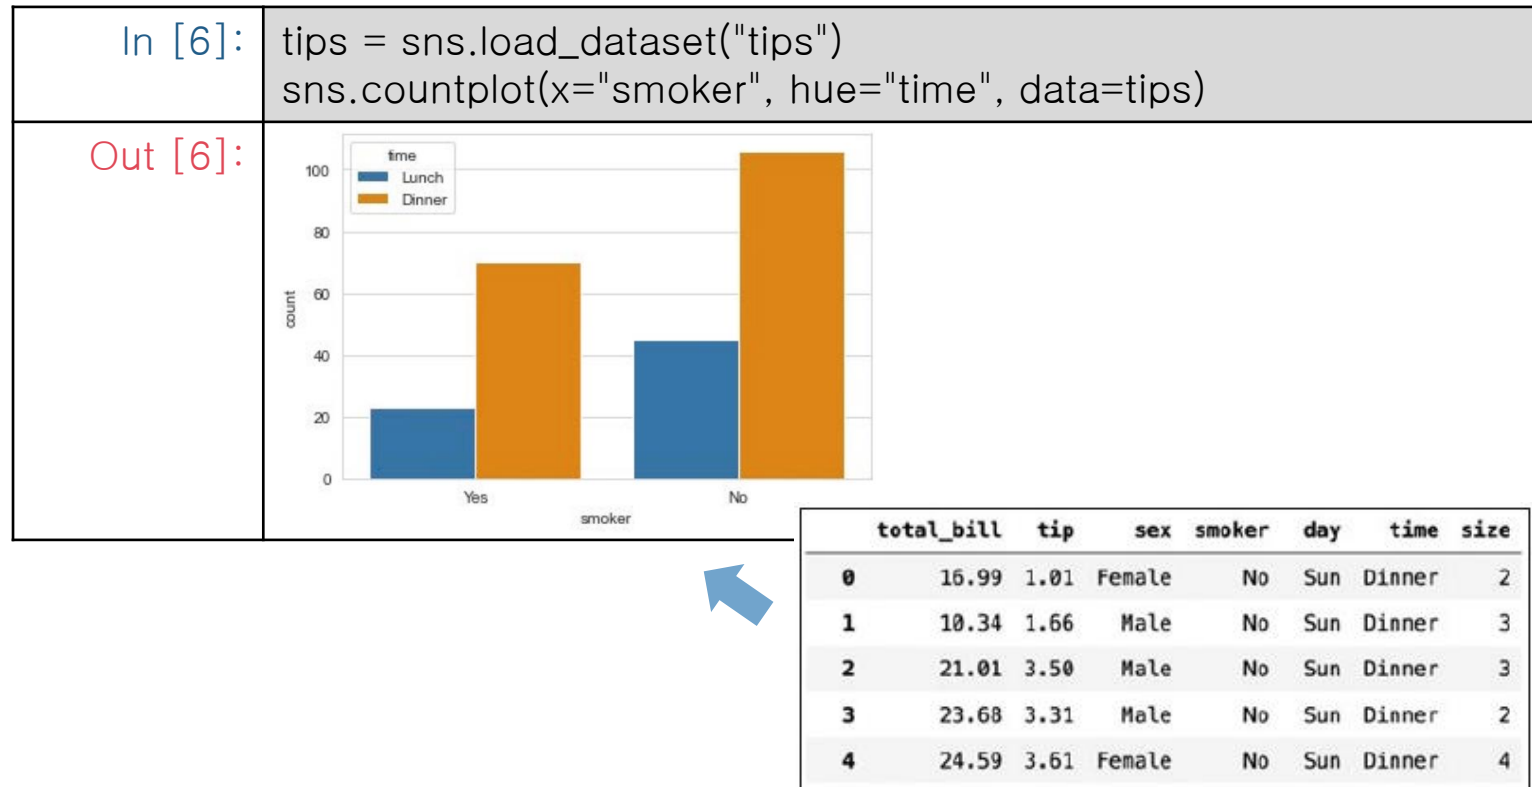 In [6]:
tips = sns.load_dataset("tips")
sns.countplot(x="smoker", hue="time", data=tips)
Out [6]:
time
Lunch
Dinner
100
80
60
40
20
0
count
Yes No
smoker
total_bill tip sex smoker day time size
0 16.99 1.01 Female No Sun Dinner 2
1 10.34 1.66 Male No Sun Dinner 3
2 21.01 3.50 Male No Sun Dinner 3
3 23.68 3.31 Male No Sun Dinner 2
4 24.59 3.61 Female No Sun Dinner 4